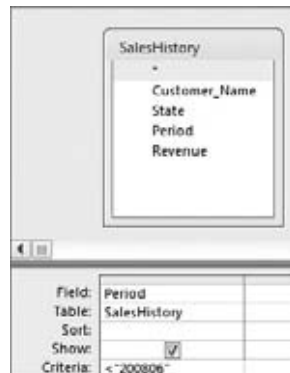 SalesHistory
*
Customer_Name
State
Period
Revenue
Field: Period
Table: SalesHistory
Sort:
Show:
Criteria: <"200806"